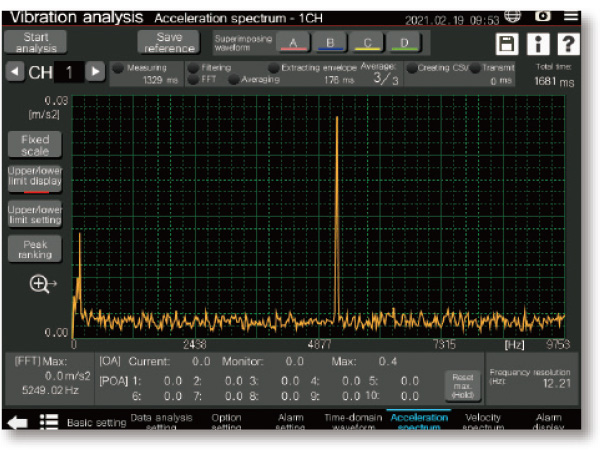 Vibration analysis Acceleration spectrum - 1CH 2021.02.19 09:53
Start analysis
Save reference
Superimposing waveform
A B C D
CH 1
Measuring 1329 ms
Filtering
FFT
Averaging
Extracting envelope 176 ms
Average: 3/3
Creating CSV
Transmit 0 ms
Total time: 1681 ms
0.03
[m/s2]
Fixed scale
Upper/lower limit display
Upper/lower limit setting
Peak ranking
0.00
0 2438 4877 7315 [Hz] 9753
[FFT] Max: 0.0 m/s2 5249.02 Hz
[OA] Current: 0.0 Monitor: 0.0 Max: 0.4
[POA] 1: 0.0 2: 0.0 3: 0.0 4: 0.0 5: 0.0
6: 0.0 7: 0.0 8: 0.0 9: 0.0 10: 0.0
Reset max. (Hold)
Frequency resolution (Hz): 12.21
Basic setting
Data analysis setting
Option setting
Alarm setting
Time-domain waveform
Acceleration spectrum
Velocity spectrum
Alarm display